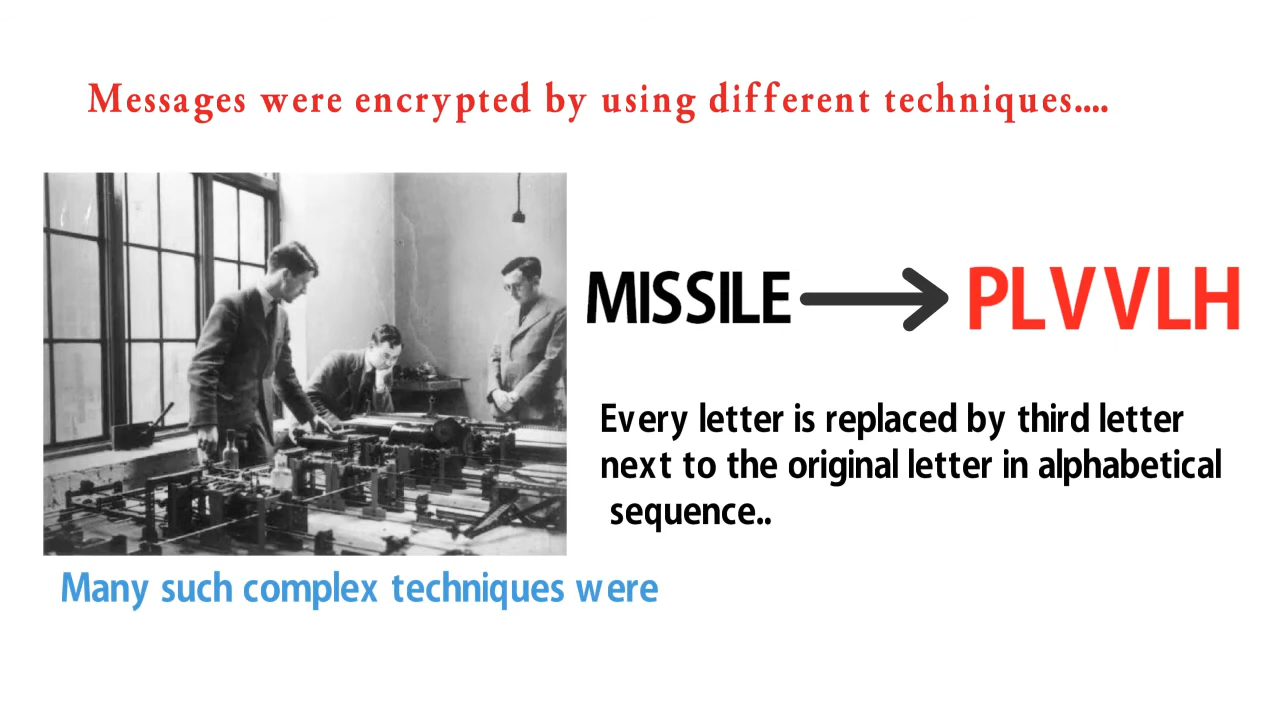 Messages were encrypted by using different techniques....
MISSILE PLVVLH
Every letter is replaced by third letter
next to the original letter in alphabetical
sequence..
Many such complex techniques were